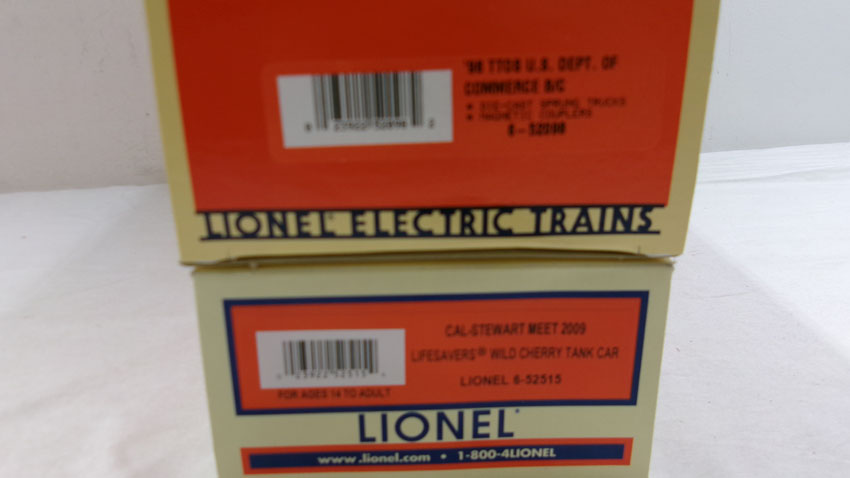 '98 TTOS U.S. DEPT. OF
COMMERCE B/C
• DIE-CAST SPRUNG TRUCKS
• MAGNETIC COUPLERS
6-52098
LIONEL ELECTRIC TRAINS
CAL-STEWART MEET 2009
LIFESAVERS® WILD CHERRY TANK CAR
LIONEL 6-52515
FOR AGES 14 TO ADULT
LIONEL
www.lionel.com • 1-800-4LIONEL